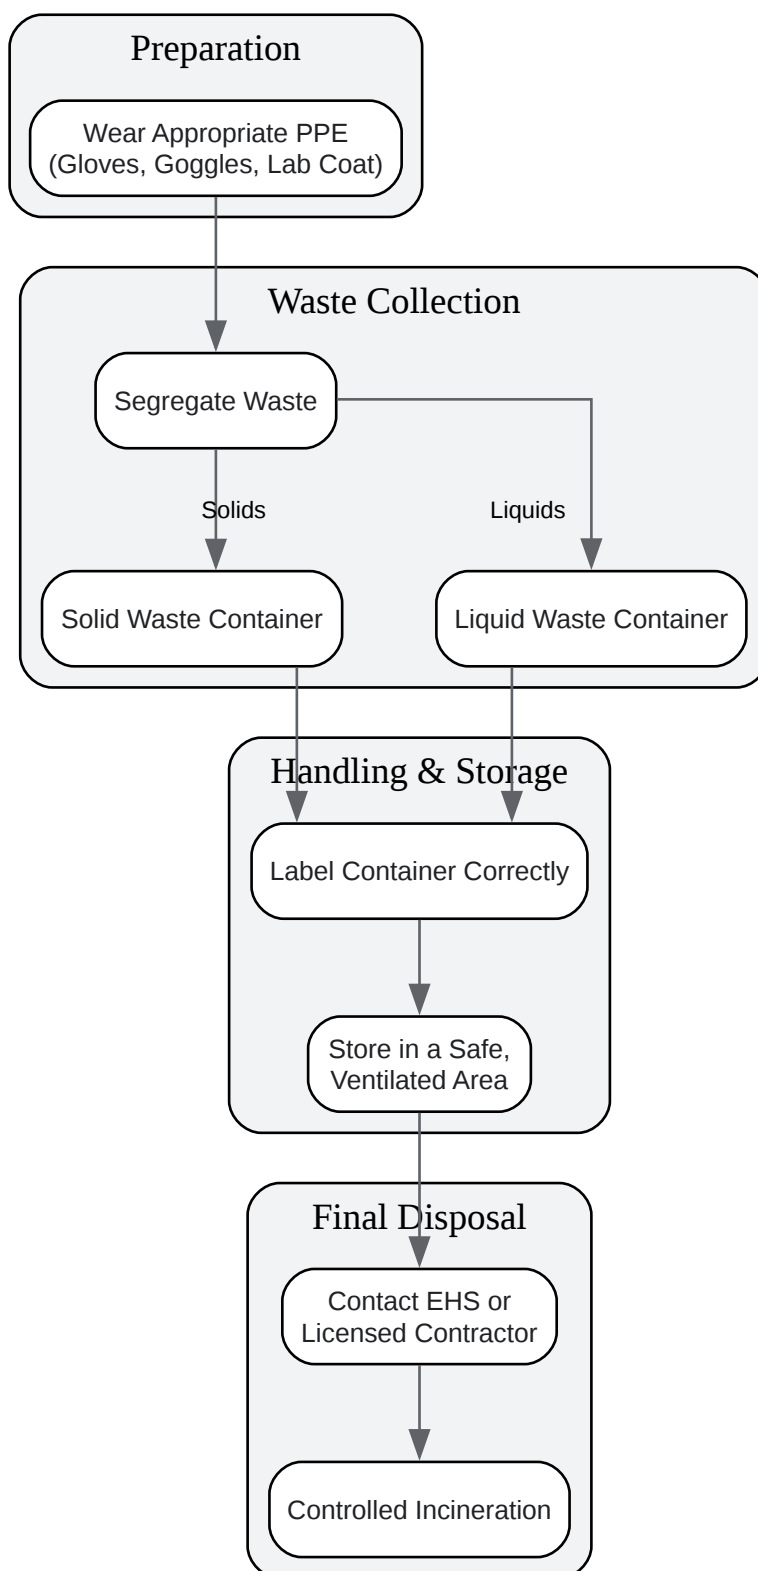 Preparation
Wear Appropriate PPE
(Gloves, Goggles, Lab Coat)
Waste Collection
Segregate Waste
Solids
Liquids
Solid Waste Container
Liquid Waste Container
Handling & Storage
Label Container Correctly
Store in a Safe,
Ventilated Area
Final Disposal
Contact EHS or
Licensed Contractor
Controlled Incineration